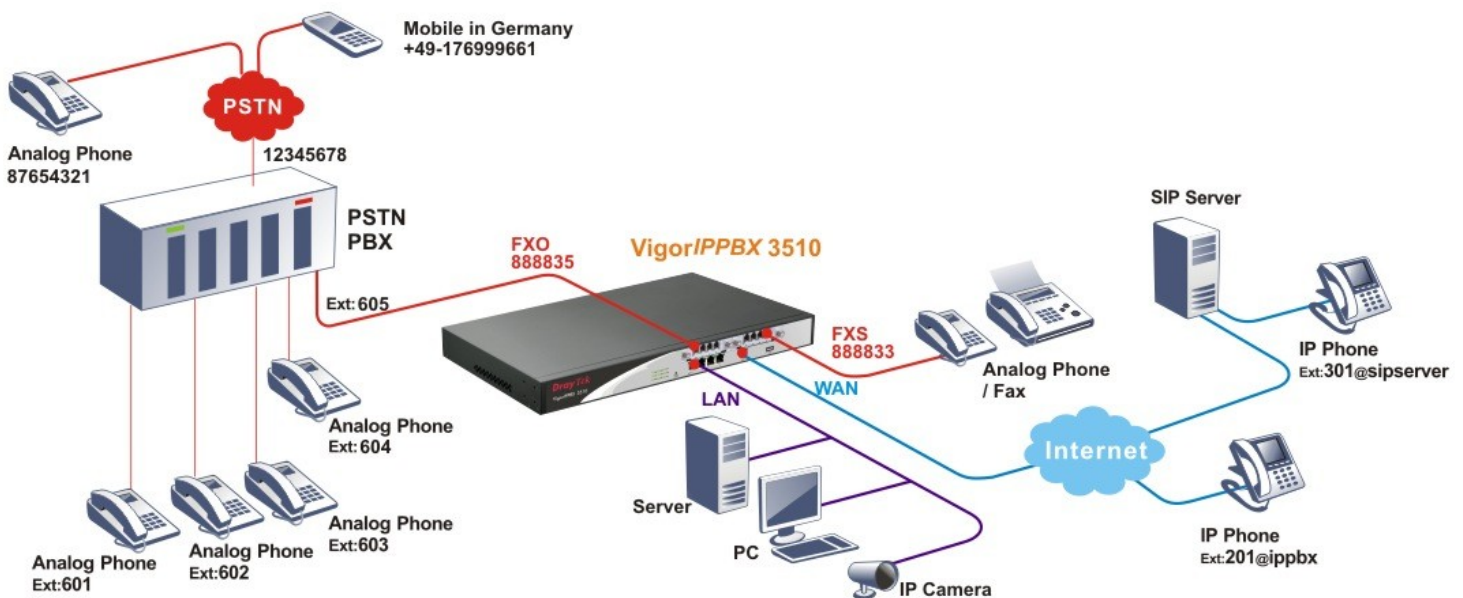 Mobile in Germany
+49-176999661
PSTN
Analog Phone
87654321
12345678
PSTN
PBX
FXO
888835
VigorIPPBX 3510
SIP Server
Ext: 605
FXS
888833
Analog Phone
/ Fax
IP Phone
Ext:301@sipserver
DrayTek
VigorIPPBX 3510
LAN
WAN
Internet
Analog Phone
Ext:604
Server
PC
IP Camera
IP Phone
Ext:201@ippbx
Analog Phone
Ext:601
Analog Phone
Ext:602
Analog Phone
Ext:603